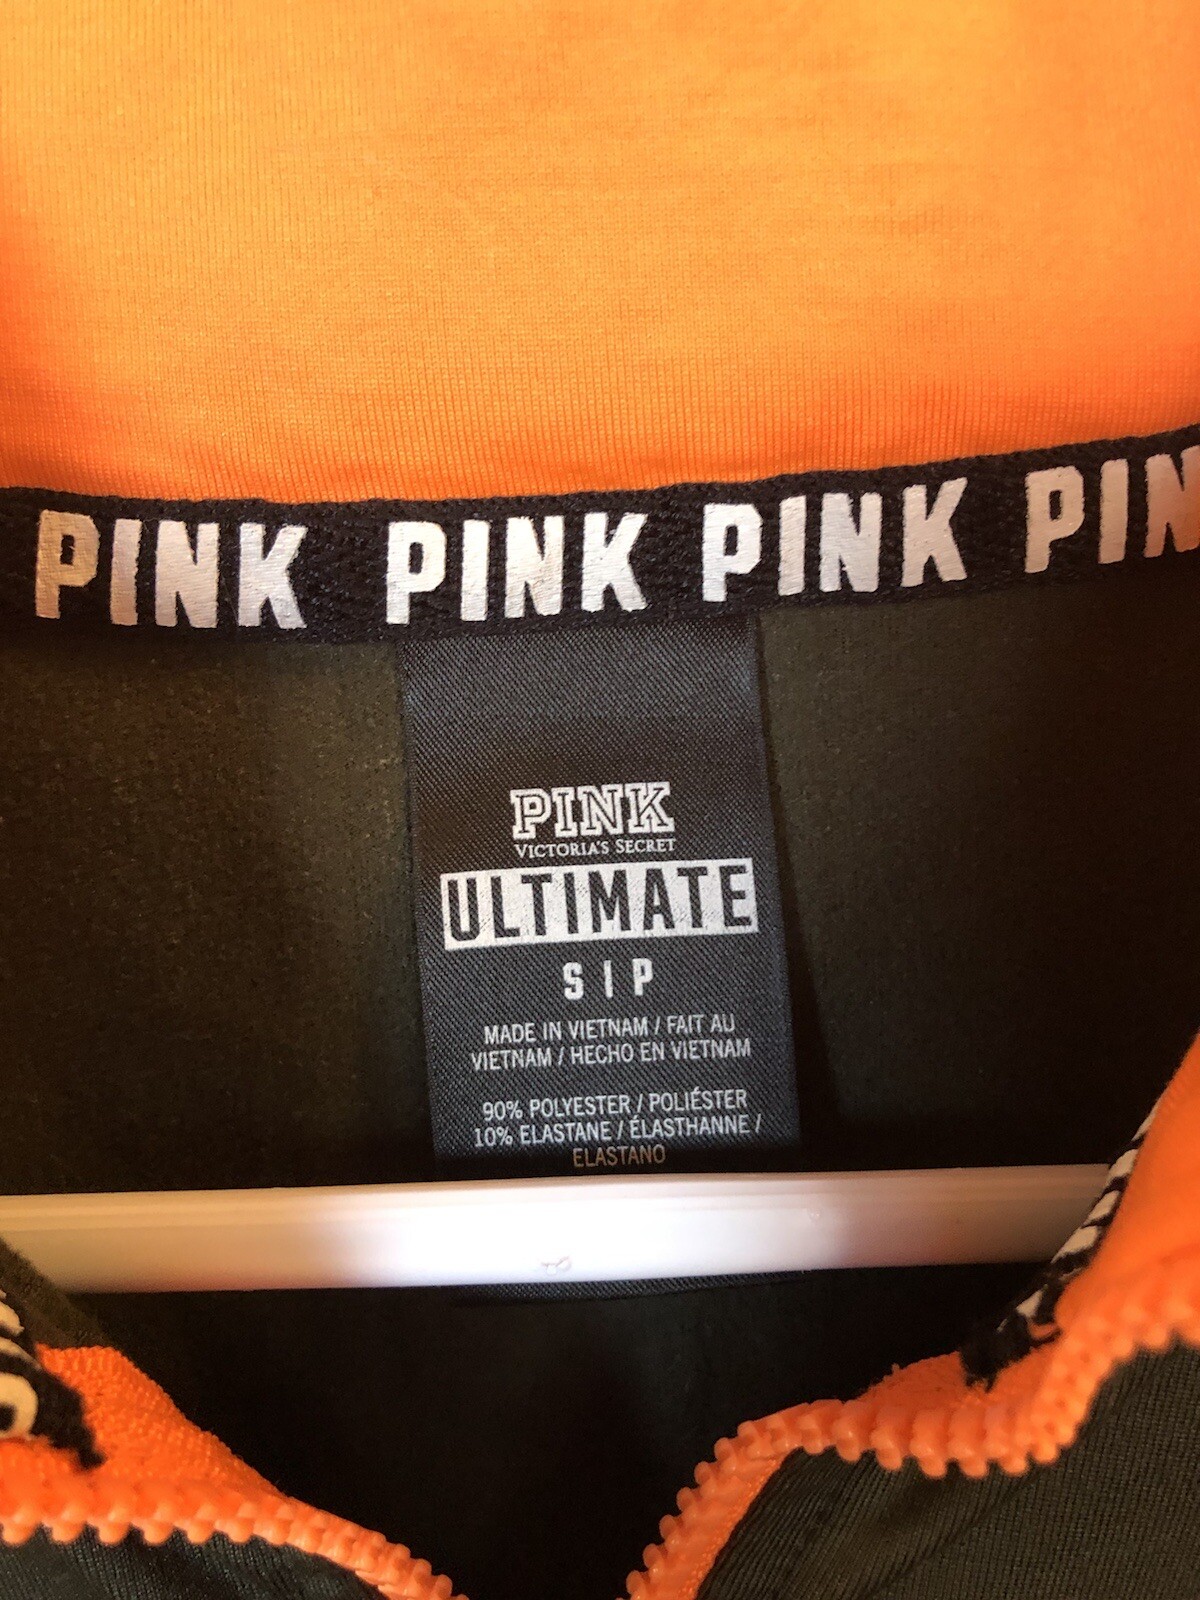 PINK PINK PINK PIN
PINK
VICTORIA'S SECRET
ULTIMATE
S | P
MADE IN VIETNAM / FAIT AU
VIETNAM / HECHO EN VIETNAM
90% POLYESTER / POLIÉSTER
10% ELASTANE / ÉLASTHANNE /
ELASTANO